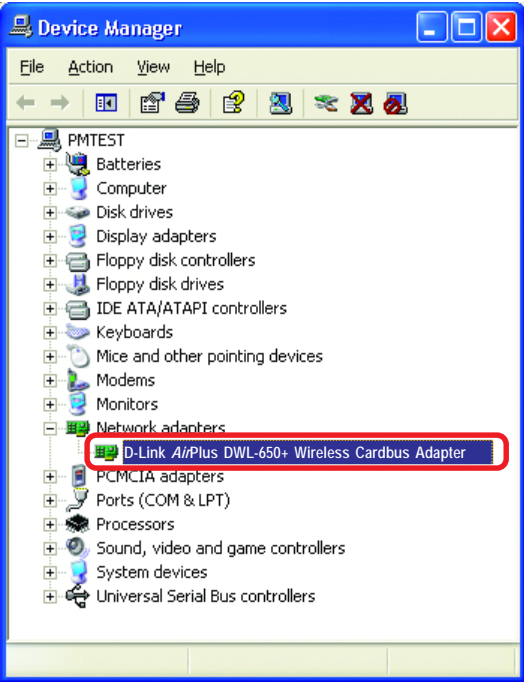 Device Manager
File Action View Help
PMTEST
Batteries
Computer
Disk drives
Display adapters
Floppy disk controllers
Floppy disk drives
IDE ATA/ATAPI controllers
Keyboards
Mice and other pointing devices
Modems
Monitors
Network adapters
D-Link AirPlus DWL-650+ Wireless Cardbus Adapter
PCMCIA adapters
Ports (COM & LPT)
Processors
Sound, video and game controllers
System devices
Universal Serial Bus controllers